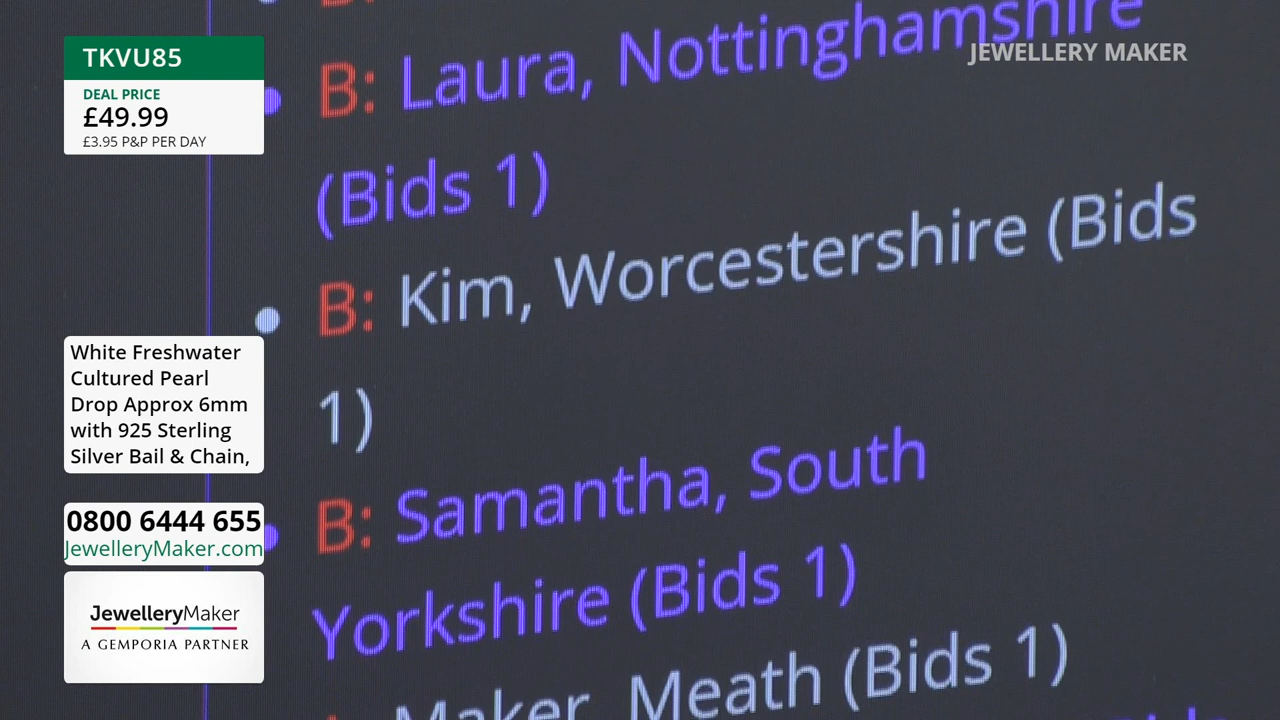 TKVU85
DEAL PRICE
£49.99
£3.95 P&P PER DAY
JEWELLERY MAKER
B: Laura, Nottinghamshire
(Bids 1)
B: Kim, Worcestershire (Bids
1)
B: Samantha, South
Yorkshire (Bids 1)
Maker, Meath (Bids 1)
White Freshwater
Cultured Pearl
Drop Approx 6mm
with 925 Sterling
Silver Bail & Chain,
0800 6444 655
JewelleryMaker.com
JewelleryMaker
A GEMPORIA PARTNER